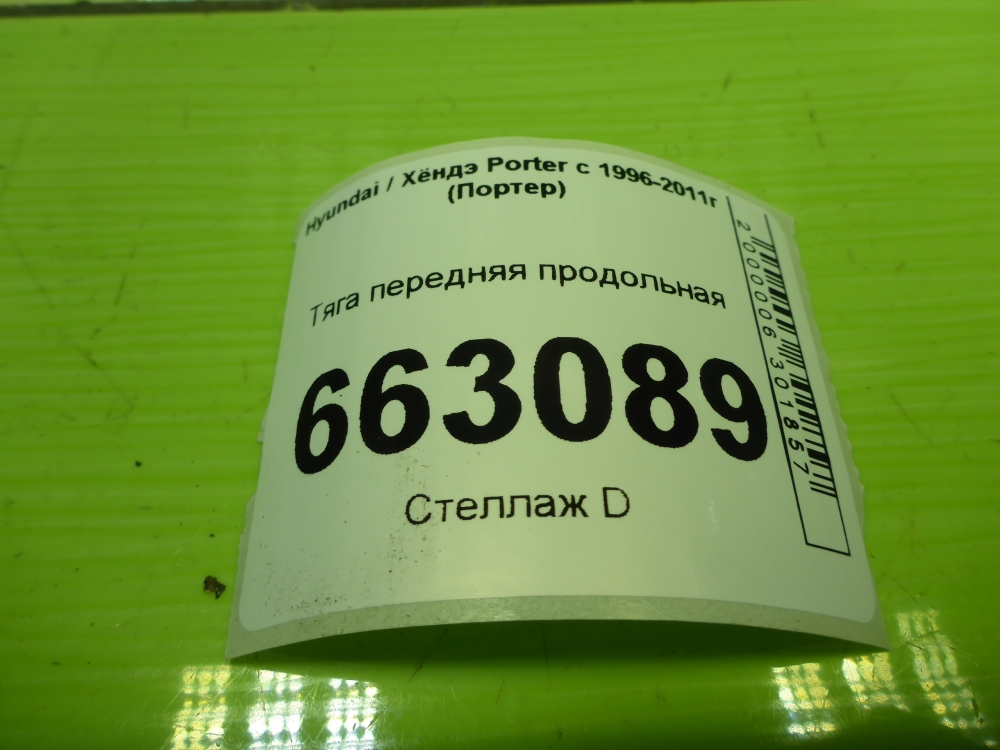 Hyundai / Хёндэ Porter с 1996-2011г
(Портер)
Тяга передняя продольная
663089
Стеллаж D
2000006301857